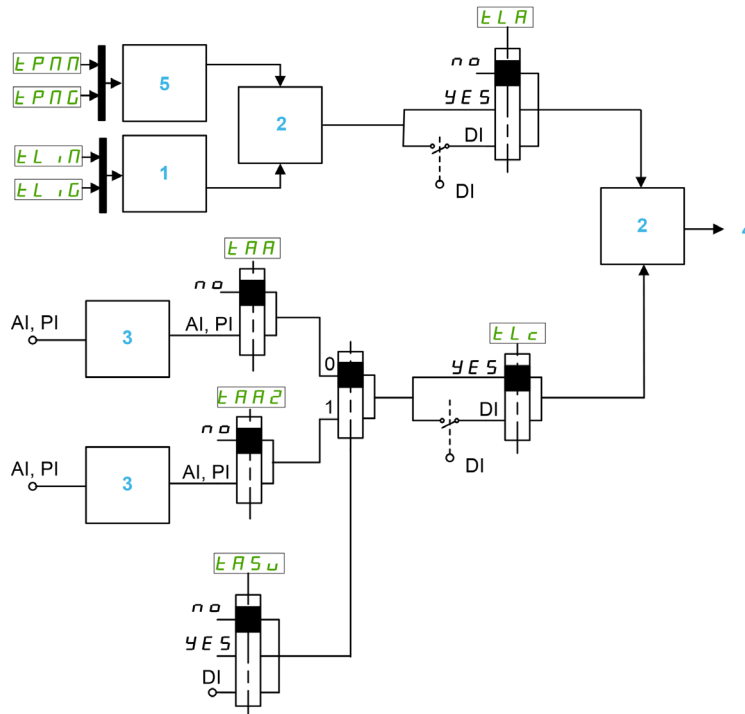 tLA
tPMM
5
nO
tPMG
YES
2
DI
tLiM
1
DI
tLiG
2
4
tAA
nO
AI, PI
3
AI, PI
0
tLC
YES
tAA2
1
DI
nO
AI, PI
3
AI, PI
DI
tASu
nO
YES
DI